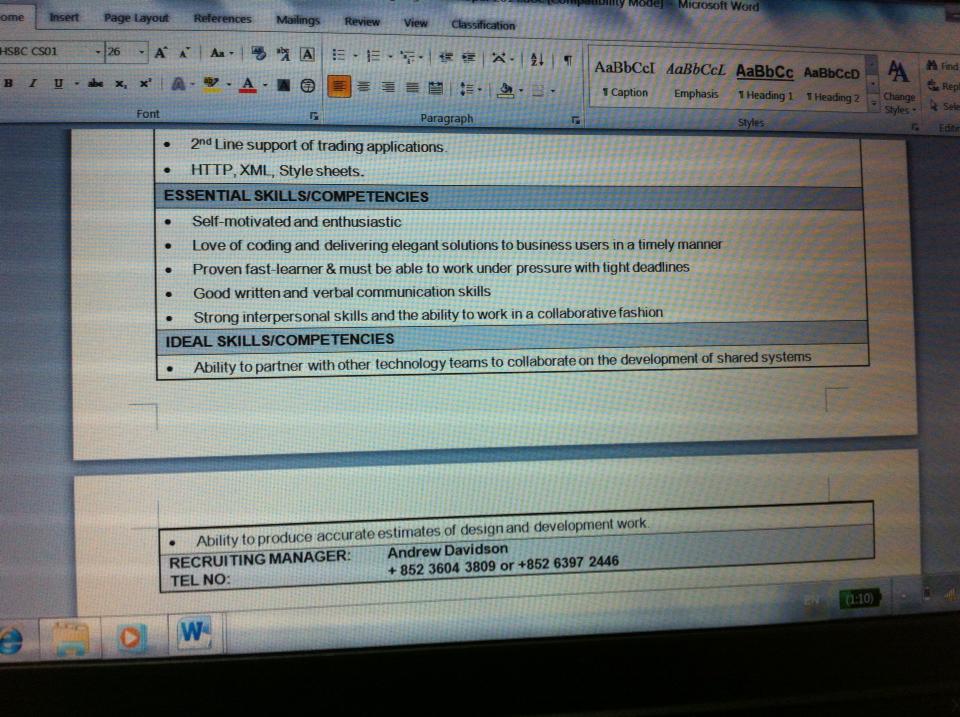 Mode] - Microsoft Word
Insert Page Layout References Mailings Review View Classification
HSBC CS01 26 A A Aa A
B I U abc x, x² A A
AaBbCcI AaBbCcL AaBbCc AaBbCcD
¶ Caption Emphasis ¶ Heading 1 ¶ Heading 2
Change Styles
Find
Font Paragraph Styles
• 2nd Line support of trading applications.
• HTTP, XML, Style sheets.
ESSENTIAL SKILLS/COMPETENCIES
• Self-motivated and enthusiastic
• Love of coding and delivering elegant solutions to business users in a timely manner
• Proven fast-learner & must be able to work under pressure with tight deadlines
• Good written and verbal communication skills
• Strong interpersonal skills and the ability to work in a collaborative fashion
IDEAL SKILLS/COMPETENCIES
• Ability to partner with other technology teams to collaborate on the development of shared systems
• Ability to produce accurate estimates of design and development work.
RECRUITING MANAGER: Andrew Davidson
TEL NO: + 852 3604 3809 or +852 6397 2446
EN (1:10)
W